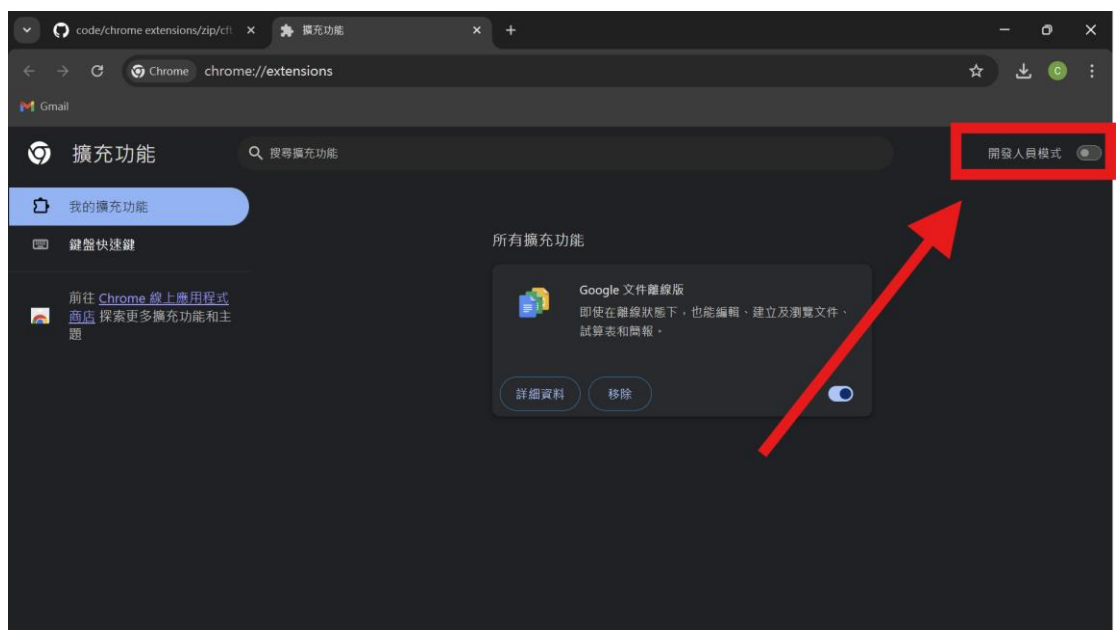 code/chrome extensions/zip/cft
擴充功能
Chrome
chrome://extensions
C
Gmail
擴充功能
搜尋擴充功能
開發人員模式
我的擴充功能
鍵盤快速鍵
前往 Chrome 線上應用程式
商店 探索更多擴充功能和主
題
所有擴充功能
Google 文件離線版
即使在離線狀態下，也能編輯、建立及瀏覽文件、
試算表和簡報。
詳細資料
移除